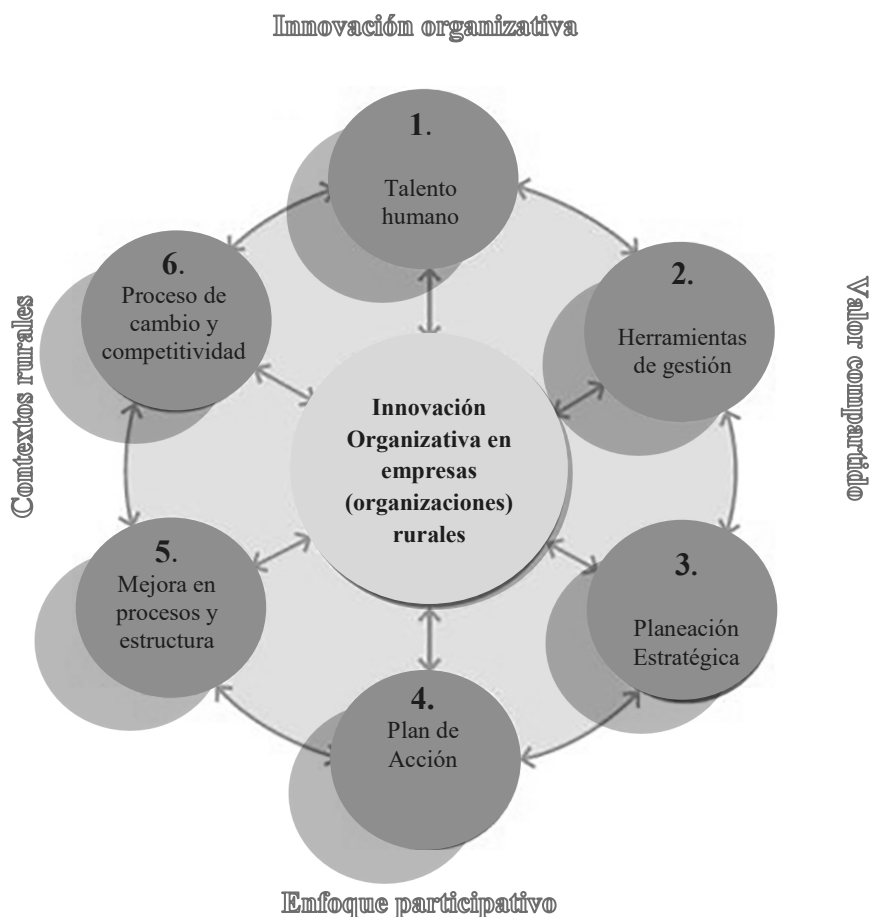 Innovación organizativa
1.
Talento
humano
2.
Herramientas
de gestión
3.
Planeación
Estratégica
4.
Plan de
Acción
5.
Mejora en
procesos y
estructura
6.
Proceso de
cambio y
competitividad
Innovación
Organizativa en
empresas
(organizaciones)
rurales
Contextos rurales
Valor compartido
Enfoque participativo